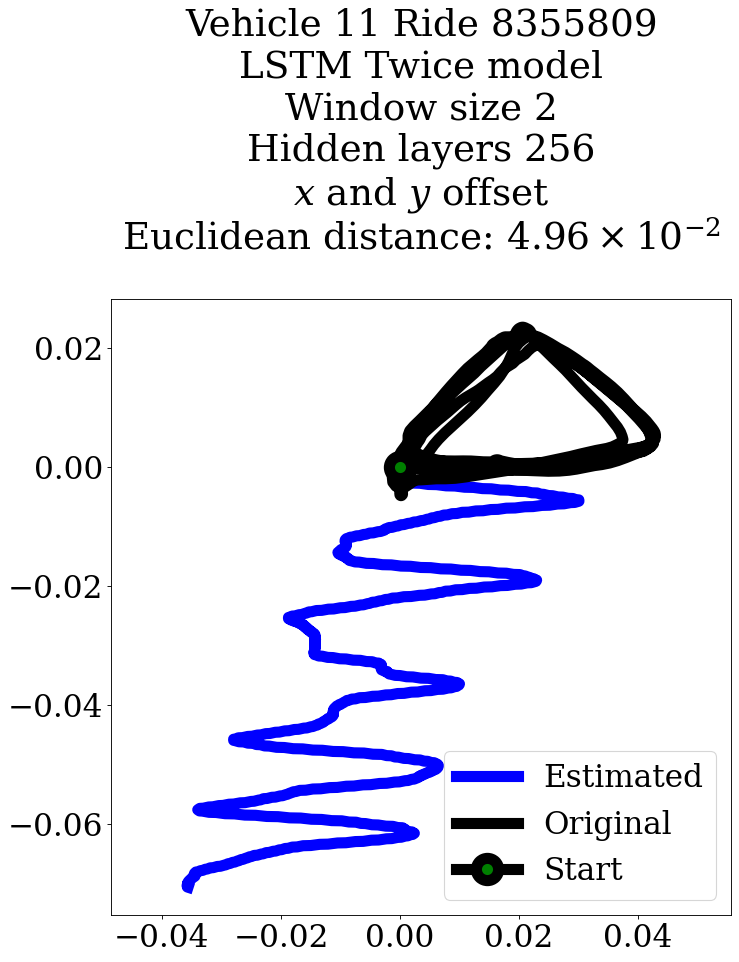 Vehicle 11 Ride 8355809
LSTM Twice model
Window size 2
Hidden layers 256
x and y offset
Euclidean distance: 4.96 × 10⁻²
0.02
0.00
−0.02
−0.04
−0.06
Estimated
Original
Start
−0.04 −0.02 0.00 0.02 0.04